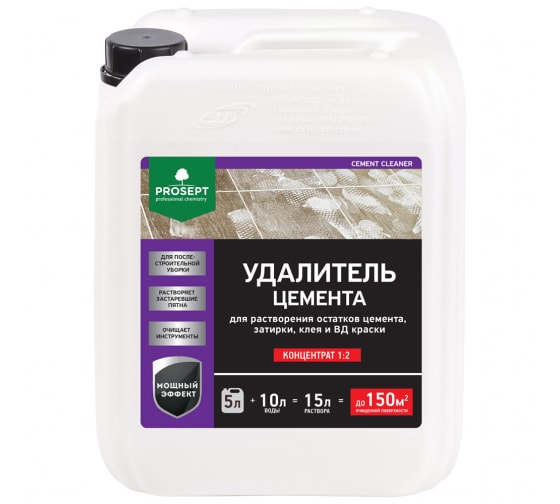 CEMENT CLEANER
PROSEPT
professional chemistry
ДЛЯ ПОСЛЕ-
СТРОИТЕЛЬНОЙ
УБОРКИ
РАСТВОРЯЕТ
ЗАСТАРЕВШИЕ
ПЯТНА
ОЧИЩАЕТ
ИНСТРУМЕНТЫ
МОЩНЫЙ
ЭФФЕКТ
УДАЛИТЕЛЬ
ЦЕМЕНТА
для растворения остатков цемента,
затирки, клея и ВД краски
КОНЦЕНТРАТ 1:2
5л + 10л = 15л = ДО 150м²
ВОДЫ РАСТВОРА ОЧИЩЕННОЙ ПОВЕРХНОСТИ